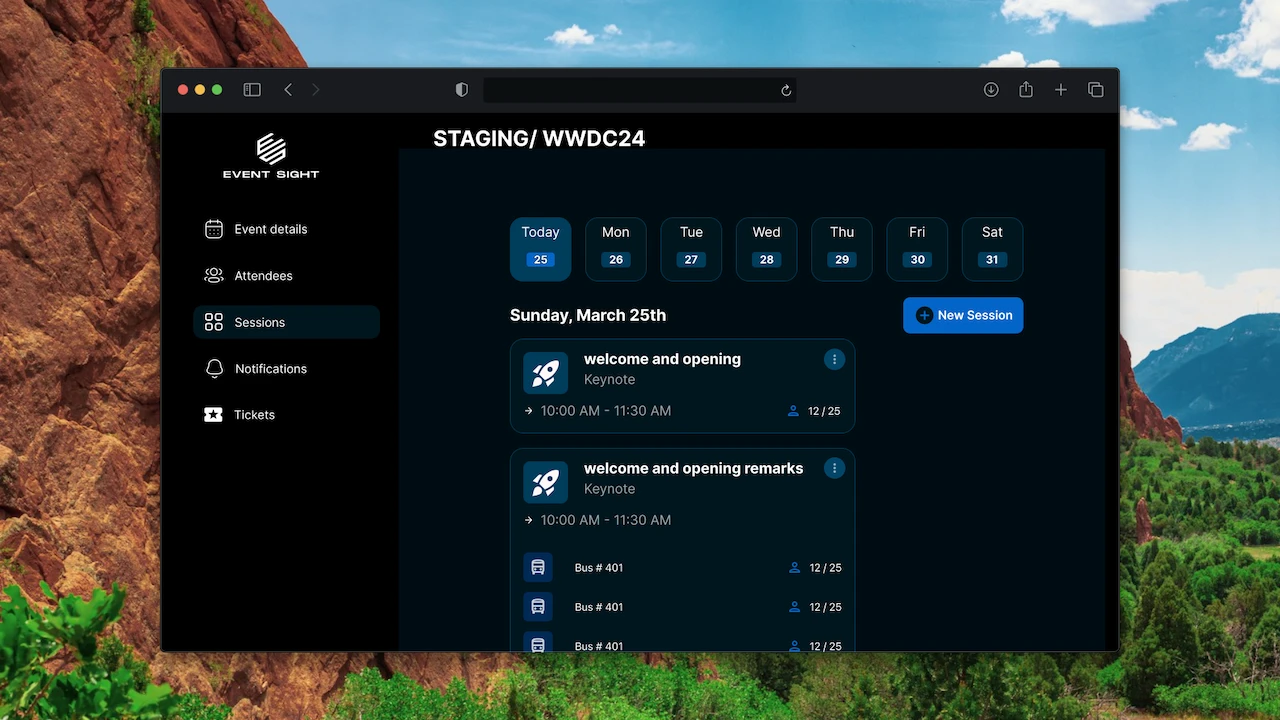 STAGING/ WWDC24
EVENT SIGHT
Event details
Attendees
Sessions
Notifications
Tickets
Today Mon Tue Wed Thu Fri Sat
25 26 27 28 29 30 31
Sunday, March 25th
New Session
welcome and opening
Keynote
10:00 AM - 11:30 AM 12 / 25
welcome and opening remarks
Keynote
10:00 AM - 11:30 AM
Bus # 401 12 / 25
Bus # 401 12 / 25
Bus # 401 12 / 25